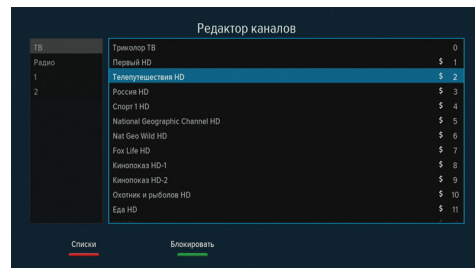 Редактор каналов
ТВ
Радио
1
2
Триколор ТВ 0
Первый HD $ 1
Телепутешествия HD $ 2
Россия HD $ 3
Спорт 1 HD $ 4
National Geographic Channel HD $ 5
Nat Geo Wild HD $ 6
Fox Life HD $ 7
Кинопоказ HD-1 $ 8
Кинопоказ HD-2 $ 9
Охотник и рыболов HD $ 10
Еда HD $ 11
Списки Блокировать